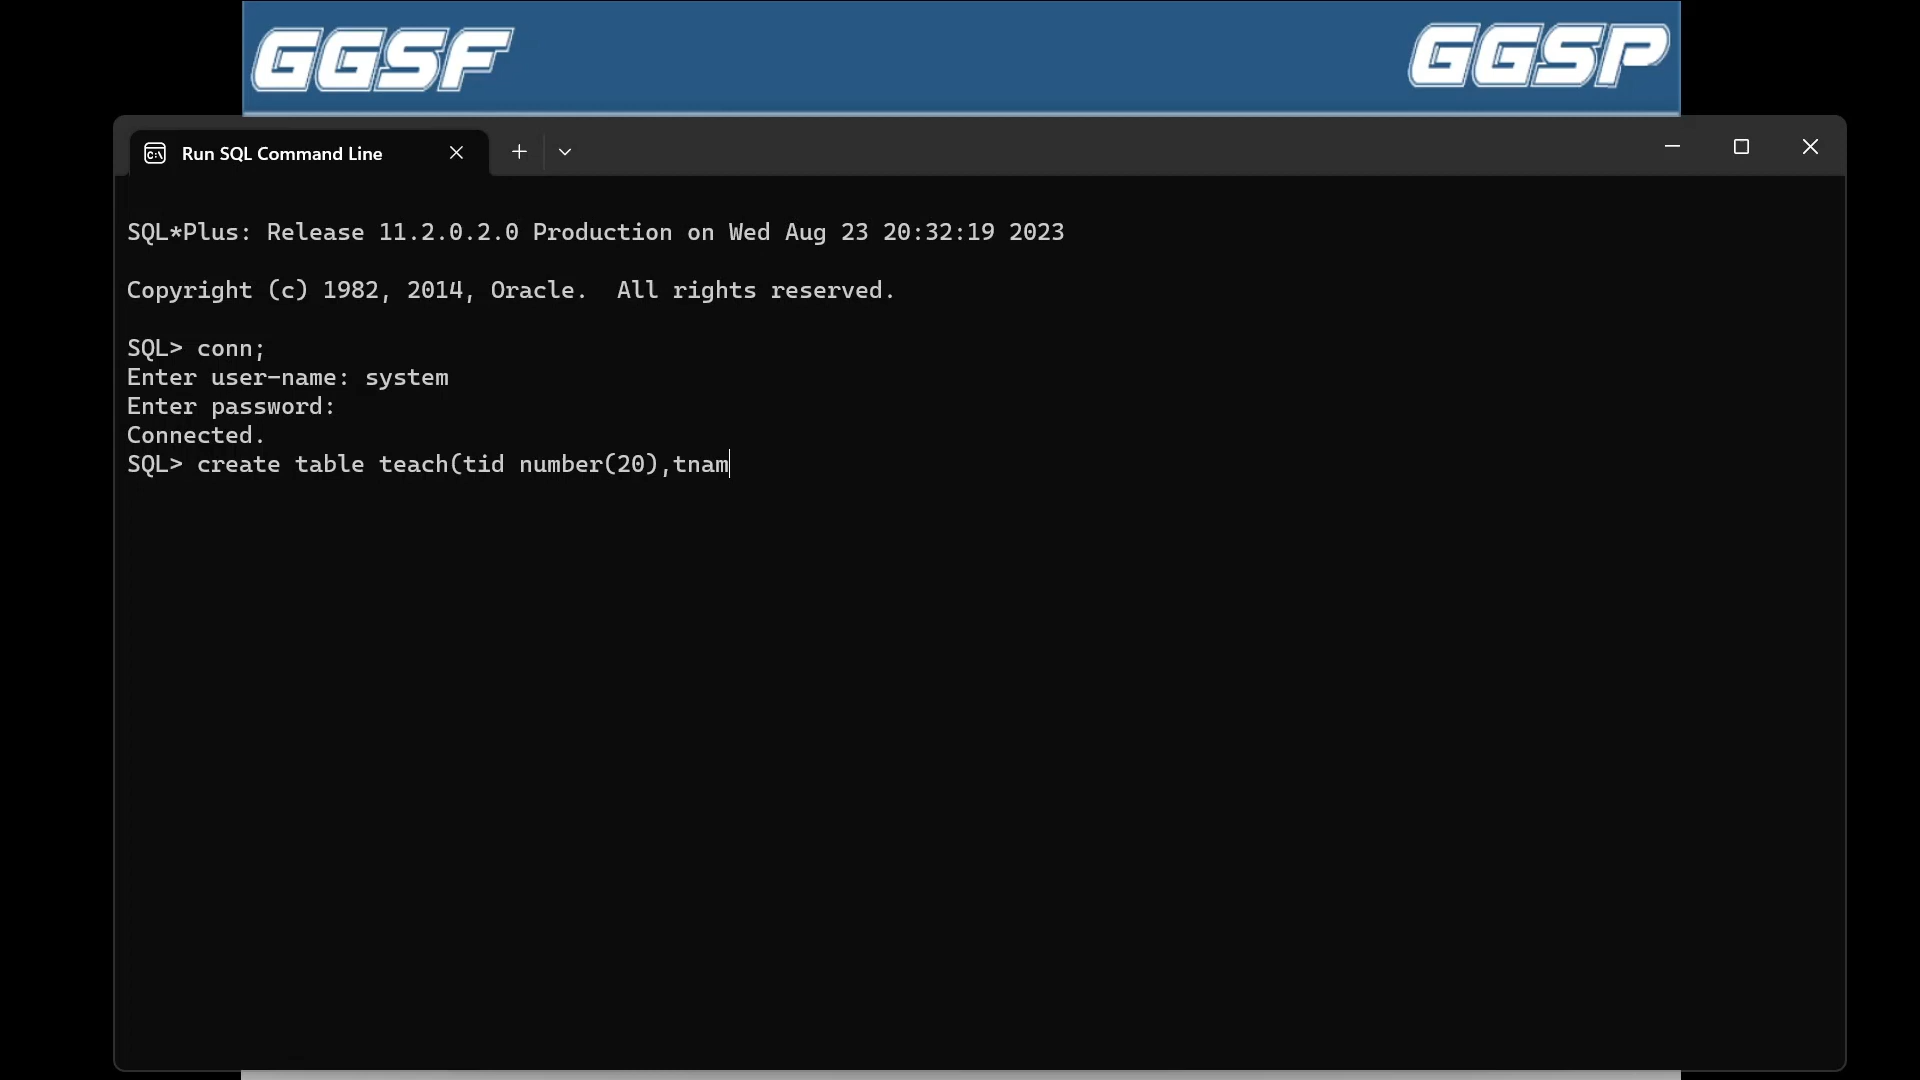 GGSF GGSP
Run SQL Command Line
SQL*Plus: Release 11.2.0.2.0 Production on Wed Aug 23 20:32:19 2023
Copyright (c) 1982, 2014, Oracle.  All rights reserved.
SQL> conn;
Enter user-name: system
Enter password:
Connected.
SQL> create table teach(tid number(20),tnam